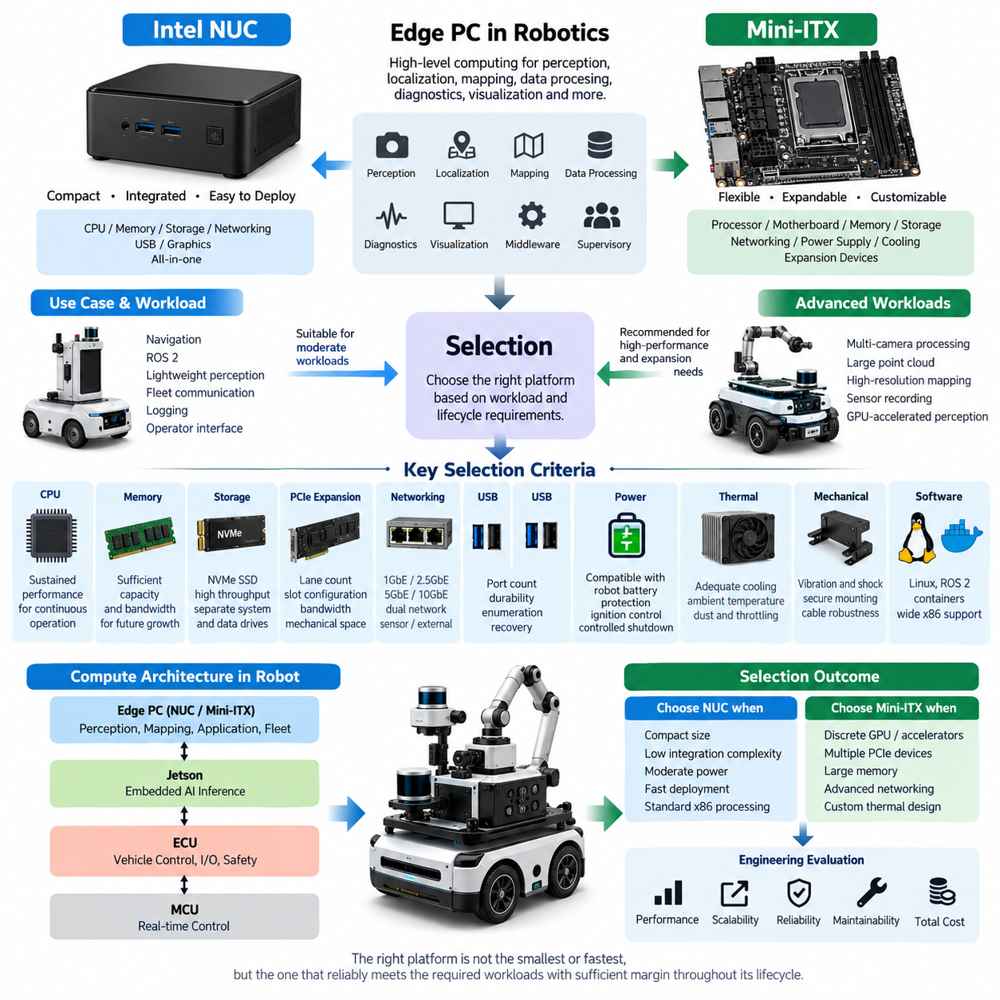 Intel NUC
Edge PC in Robotics
Mini-ITX
High-level computing for perception,
localization, mapping, data procesing,
diagnostics, visualization and more.
Perception
Localization
Mapping
Data Processing
Diagnostics
Visualization
Middleware
Supervisory
Compact • Integrated • Easy to Deploy
CPU / Memory / Storage / Networking
USB / Graphics
All-in-one
Flexible • Expandable • Customizable
Processor / Motherboard / Memory / Storage
Networking / Power Supply / Cooling
Expansion Devices
Use Case & Workload
Navigation
ROS 2
Lightweight perception
Fleet communication
Logging
Operator interface
Suitable for
moderate
workloads
Selection
Choose the right platform
based on workload and
lifecycle requirements.
Recommended for
high-performance
and expansion
needs
Advanced Workloads
Multi-camera processing
Large point cloud
High-resolution mapping
Sensor recording
GPU-accelerated perception
Key Selection Criteria
CPU
Sustained
performance
for continuous
operation
Memory
Sufficient
capacity
and bandwidth
for future growth
Storage
NVMe
NVMe SSD
high throughput
separate system
and data drives
PCIe Expansion
Lane count
slot configuration
bandwidth
mechanical space
Networking
1GbE / 2.5GbE
5GbE / 10GbE
dual network
sensor / external
USB
USB
Port count
durability
enumeration
recovery
Power
Compatible with
robot battery
protection
ignition control
controlled shutdown
Thermal
Adequate cooling
ambient temperature
dust and throttling
Mechanical
Vibration and shock
secure mounting
cable robustness
Software
Linux, ROS 2
containers
wide x86 support
Compute Architecture in Robot
Edge PC (NUC / Mini-ITX)
Perception, Mapping, Application, Fleet
Jetson
Embedded AI Inference
ECU
Vehicle Control, I/O, Safety
MCU
Real-time Control
Selection Outcome
Choose NUC when
Compact size
Low integration complexity
Moderate power
Fast deployment
Standard x86 processing
Choose Mini-ITX when
Discrete GPU / accelerators
Multiple PCIe devices
Large memory
Advanced networking
Custom thermal design
Engineering Evaluation
Performance
Scalability
Reliability
Maintainability
Total Cost
The right platform is not the smallest or fastest,
but the one that reliably meets the required workloads with sufficient margin throughout its lifecycle.